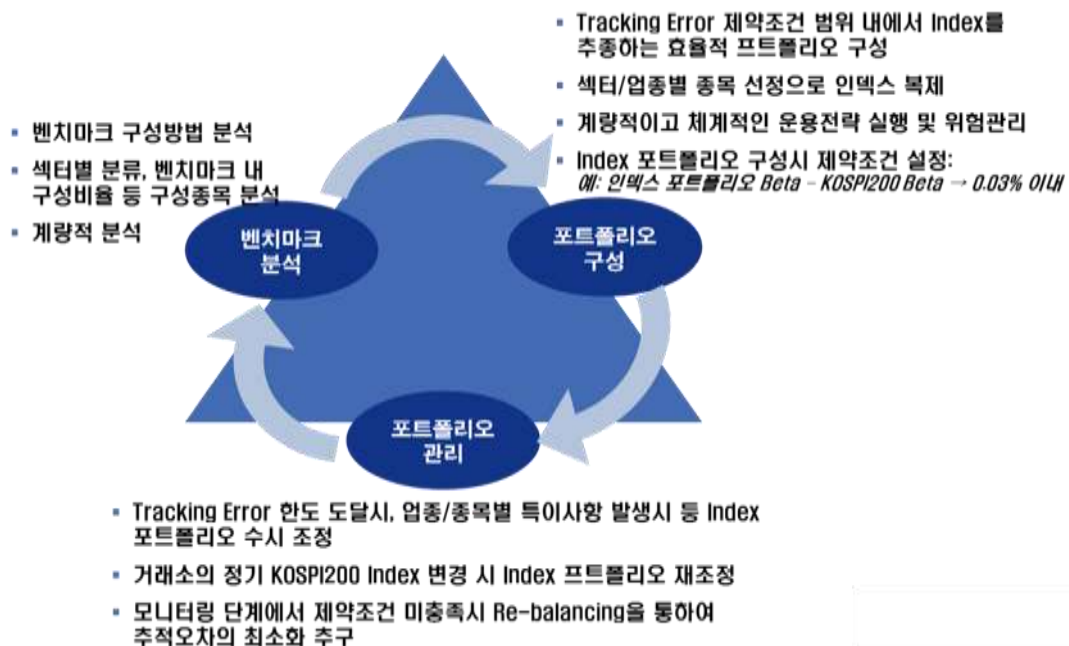 Tracking Error 제약조건 범위 내에서 Index를
추종하는 효율적 프트폴리오 구성
섹터/업종별 종목 선정으로 인덱스 복제
계량적이고 체계적인 운용전략 실행 및 위험관리
Index 포트폴리오 구성시 제약조건 설정:
예: 인덱스 포트폴리오 Beta - KOSPI200 Beta → 0.03% 이내
벤치마크 구성방법 분석
섹터별 분류, 벤치마크 내
구성비율 등 구성종목 분석
계량적 분석
벤치마크
분석
포트폴리오
구성
포트폴리오
관리
Tracking Error 한도 도달시, 업종/종목별 특이사항 발생시 등 Index
포트폴리오 수시 조정
거래소의 정기 KOSPI200 Index 변경 시 Index 프트폴리오 재조정
모니터링 단계에서 제약조건 미충족시 Re-balancing을 통하여
추적오차의 최소화 추구